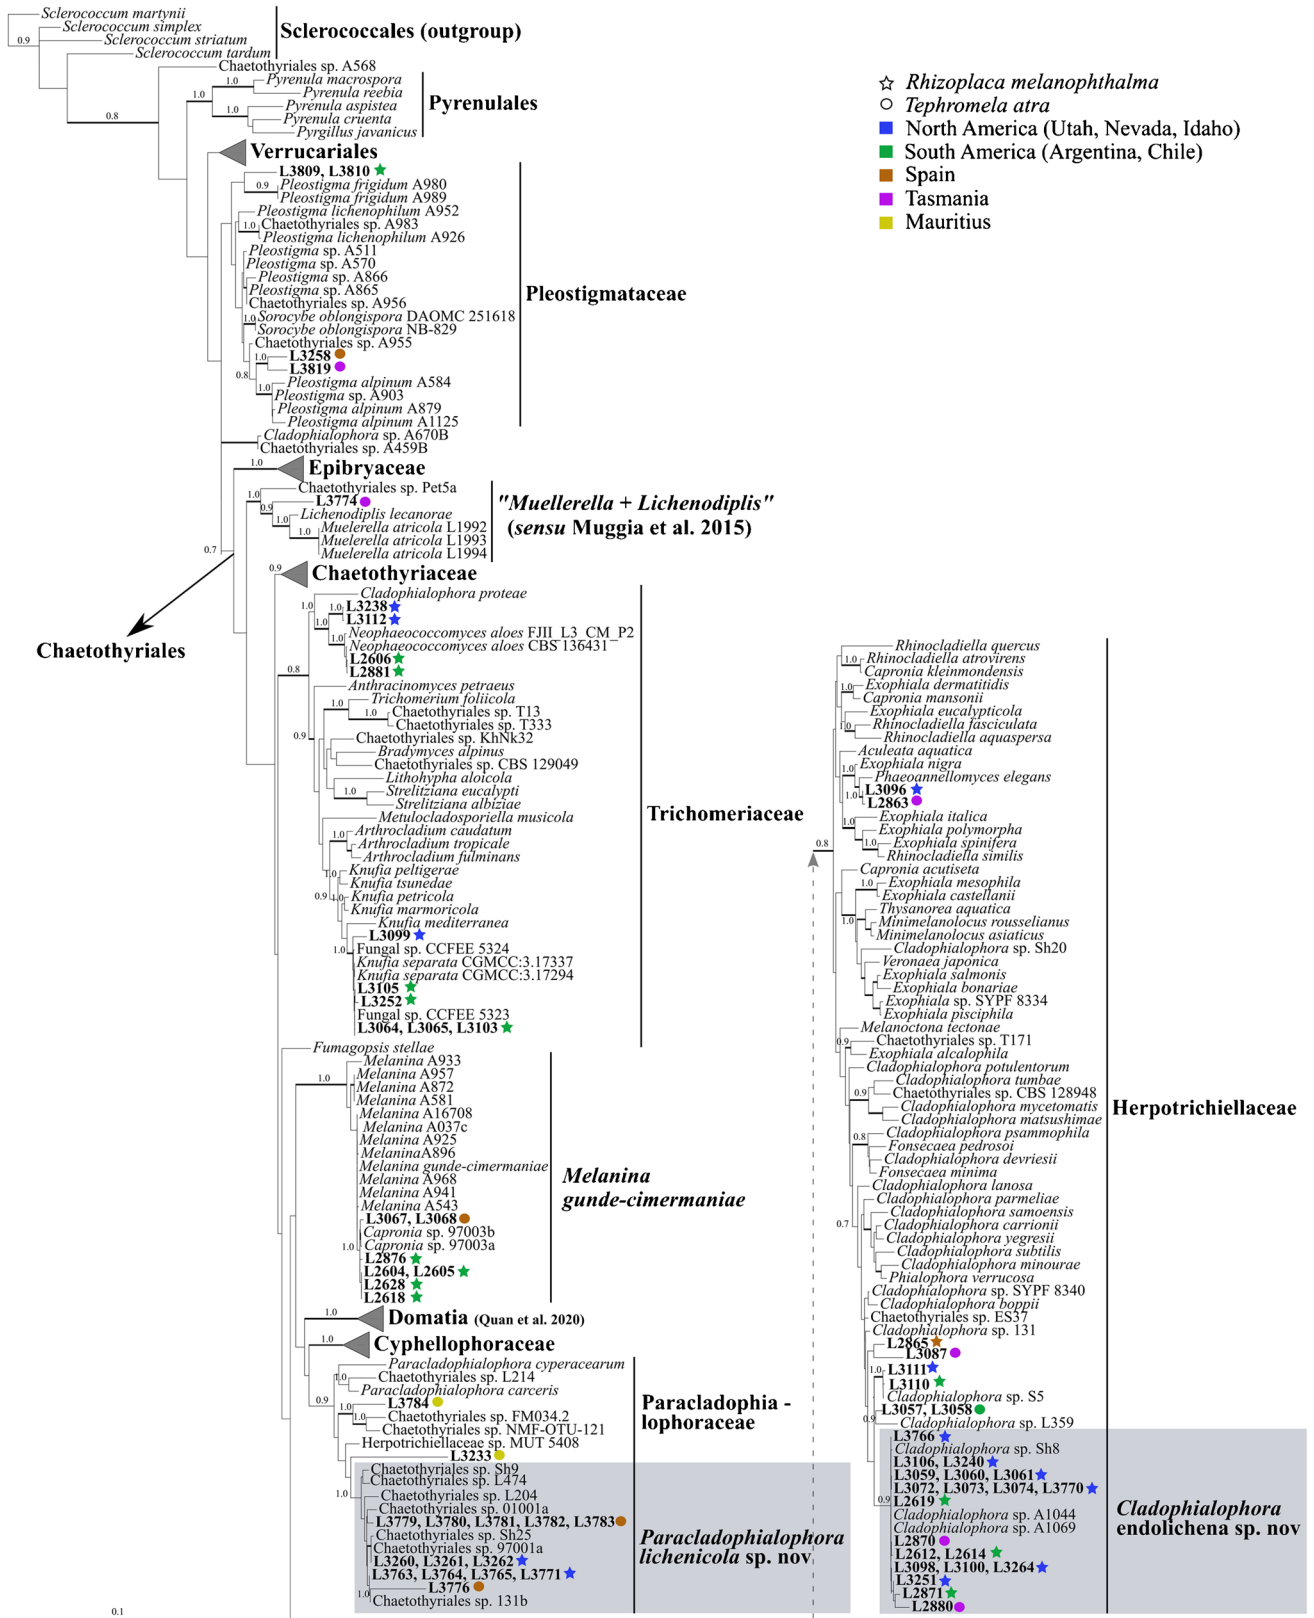 Sclerococcum martynii
Sclerococcum simplex
Sclerococcum striatum
Sclerococcum tardum
Sclerococcales (outgroup)
0.9
Chaetothyriales sp. A568
Pyrenula macrospora
Pyrenula reebia
Pyrenula aspistea
Pyrenula cruenta
Pyrgillus javanicus
Pyrenulales
1.0
1.0
1.0
0.8
Verrucariales
L3809, L3810
Pleostigma frigidum A980
Pleostigma frigidum A989
Pleostigma lichenophilum A952
Chaetothyriales sp. A983
Pleostigma lichenophilum A926
Pleostigma sp. A511
Pleostigma sp. A570
Pleostigma sp. A866
Pleostigma sp. A865
Chaetothyriales sp. A956
Sorocybe oblongispora DAOMC 251618
Sorocybe oblongispora NB-829
Chaetothyriales sp. A955
L3258
L3819
Pleostigma alpinum A584
Pleostigma sp. A903
Pleostigma alpinum A879
Pleostigma alpinum A1125
Pleostigmataceae
0.9
1.0
1.0
1.0
0.8
1.0
Cladophialophora sp. A670B
Chaetothyriales sp. A459B
1.0
Epibryaceae
Chaetothyriales sp. Pet5a
L3774
Lichenodiplis lecanorae
Muelerella atricola L1992
Muelerella atricola L1993
Muelerella atricola L1994
"Muellerella + Lichenodiplis"
(sensu Muggia et al. 2015)
1.0
0.9
1.0
1.0
0.7
Chaetothyriales
0.9
Chaetothyriaceae
Cladophialophora proteae
L3238
L3112
Neophaeococcomyces aloes FJII_L3_CM_P2
Neophaeococcomyces aloes CBS 136431
L2606
L2881
Anthracinomyces petraeus
Trichomerium foliicola
Chaetothyriales sp. T13
Chaetothyriales sp. T333
Chaetothyriales sp. KhNk32
Bradymyces alpinus
Chaetothyriales sp. CBS 129049
Lithohypha aloicola
Strelitziana eucalypti
Strelitziana albiziae
Metulocladosporiella musicola
Arthrocladium caudatum
Arthrocladium tropicale
Arthrocladium fulminans
Knufia peltigerae
Knufia tsunedae
Knufia petricola
Knufia marmoricola
Knufia mediterranea
L3099
Fungal sp. CCFEE 5324
Knufia separata CGMCC:3.17337
Knufia separata CGMCC:3.17294
L3105
L3252
Fungal sp. CCFEE 5323
L3064, L3065, L3103
Trichomeriaceae
1.0
1.0
1.0
1.0
0.8
1.0
1.0
0.9
1.0
1.0
1.0
0.9
1.0
1.0
Fumagopsis stellae
Melanina A933
Melanina A957
Melanina A872
Melanina A581
Melanina A16708
Melanina A037c
Melanina A925
MelaninaA896
Melanina gunde-cimermaniae
Melanina A968
Melanina A941
Melanina A543
L3067, L3068
Capronia sp. 97003b
Capronia sp. 97003a
L2876
L2604, L2605
L2628
L2618
Melanina
gunde-cimermaniae
1.0
1.0
1.0
Domatia (Quan et al. 2020)
1.0
Cyphellophoraceae
Paracladophialophora cyperacearum
Chaetothyriales sp. L214
Paracladophialophora carceris
L3784
Chaetothyriales sp. FM034.2
Chaetothyriales sp. NMF-OTU-121
Herpotrichiellaceae sp. MUT 5408
L3233
Paracladophia -
lophoraceae
1.0
0.9
1.0
1.0
1.0
Chaetothyriales sp. Sh9
Chaetothyriales sp. L474
Chaetothyriales sp. L204
Chaetothyriales sp. 01001a
L3779, L3780, L3781, L3782, L3783
Chaetothyriales sp. Sh25
Chaetothyriales sp. 97001a
L3260, L3261, L3262
L3763, L3764, L3765, L3771
L3776
Chaetothyriales sp. 131b
1.0
Paracladophialophora
lichenicola sp. nov
0.1
Rhizoplaca melanophthalma
Tephromela atra
North America (Utah, Nevada, Idaho)
South America (Argentina, Chile)
Spain
Tasmania
Mauritius
Rhinocladiella quercus
Rhinocladiella atrovirens
Capronia kleinmondensis
Exophiala dermatitidis
Capronia mansonii
Exophiala eucalypticola
Rhinocladiella fasciculata
Rhinocladiella aquaspersa
Aculeata aquatica
Exophiala nigra
Phaeoannellomyces elegans
L3096
L2863
Exophiala italica
Exophiala polymorpha
Exophiala spinifera
Rhinocladiella similis
Capronia acutiseta
Exophiala mesophila
Exophiala castellanii
Thysanorea aquatica
Minimelanolocus rousselianus
Minimelanolocus asiaticus
Cladophialophora sp. Sh20
Veronaea japonica
Exophiala salmonis
Exophiala bonariae
Exophiala sp. SYPF 8334
Exophiala pisciphila
Melanoctona tectonae
Chaetothyriales sp. T171
Exophiala alcalophila
Cladophialophora potulentorum
Cladophialophora tumbae
Chaetothyriales sp. CBS 128948
Cladophialophora mycetomatis
Cladophialophora matsushimae
Cladophialophora psammophila
Fonsecaea pedrosoi
Cladophialophora devriesii
Fonsecaea minima
Cladophialophora lanosa
Cladophialophora parmeliae
Cladophialophora samoensis
Cladophialophora carrionii
Cladophialophora yegresii
Cladophialophora subtilis
Cladophialophora minourae
Phialophora verrucosa
Cladophialophora sp. SYPF 8340
Cladophialophora boppii
Chaetothyriales sp. ES37
Cladophialophora sp. 131
L2865
L3087
L3111
L3110
Cladophialophora sp. S5
L3057, L3058
Cladophialophora sp. L359
Herpotrichiellaceae
1.0
1.0
1.0
1.0
1.0
1.0
1.0
0.8
1.0
1.0
0.9
0.9
0.8
0.7
1.0
0.9
L3766
Cladophialophora sp. Sh8
L3106, L3240
L3059, L3060, L3061
L3072, L3073, L3074, L3770
L2619
Cladophialophora sp. A1044
Cladophialophora sp. A1069
L2870
L2612, L2614
L3098, L3100, L3264
L3251
L2871
L2880
0.9
Cladophialophora
endolichena sp. nov